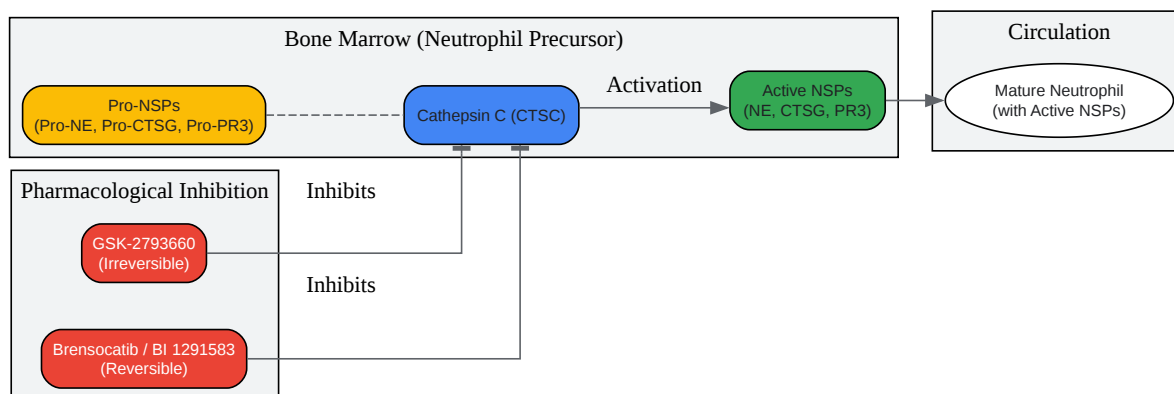 Bone Marrow (Neutrophil Precursor)
Circulation
Pro-NSPs
(Pro-NE, Pro-CTSG, Pro-PR3)
Cathepsin C (CTSC)
Activation
Active NSPs
(NE, CTSG, PR3)
Mature Neutrophil
(with Active NSPs)
Pharmacological Inhibition
Inhibits
GSK-2793660
(Irreversible)
Inhibits
Brensocatib / BI 1291583
(Reversible)